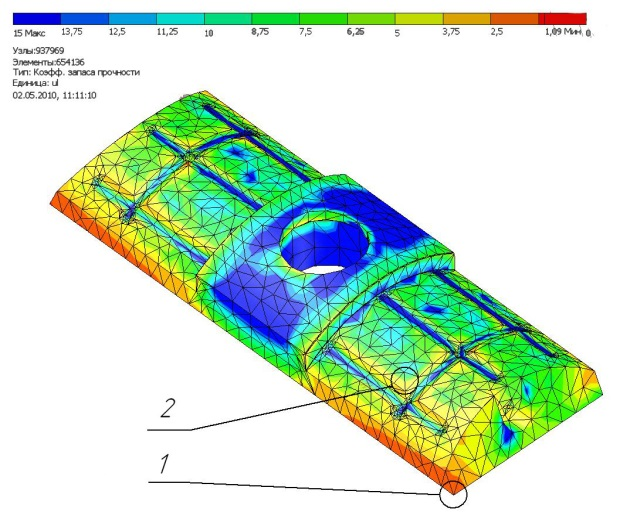 15 Макс 13,75 12,5 11,25 10 8,75 7,5 6,25 5 3,75 2,5 1,09 Мин 0
Узлы:937969
Элементы:654136
Тип: Коэфф. запаса прочности
Единица: ul
02.05.2010, 11:11:10
2
1